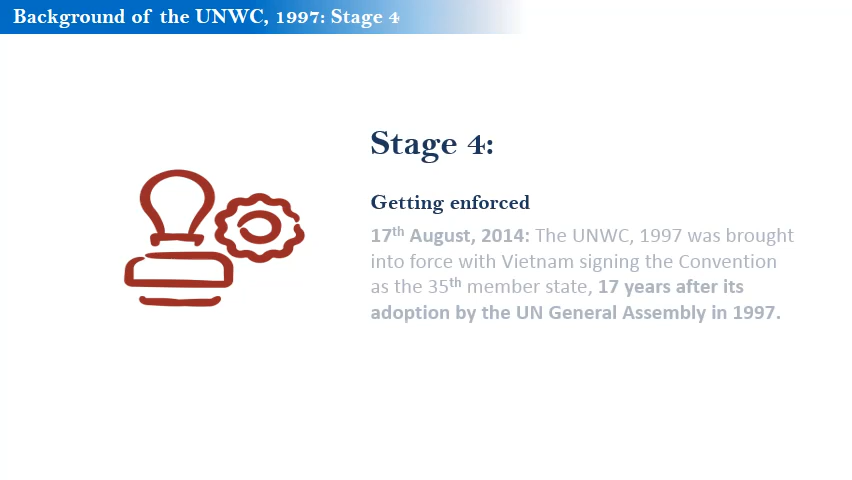 Background of the UNWC, 1997: Stage 4
Stage 4:
Getting enforced
17th August, 2014: The UNWC, 1997 was brought
into force with Vietnam signing the Convention
as the 35th member state, 17 years after its
adoption by the UN General Assembly in 1997.